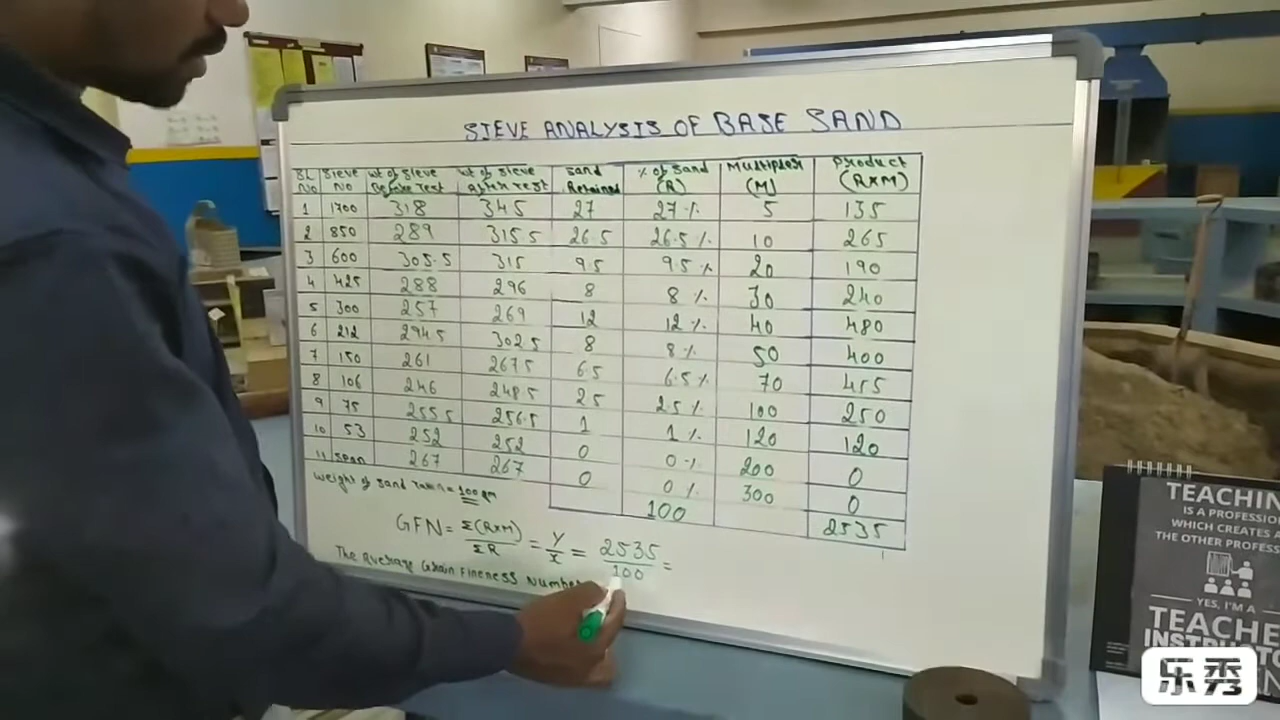 SIEVE ANALYSIS OF BASE SAND
SL No Sieve No wt of Sieve Before test wt of Sieve After test Sand Retained % of Sand (R) Multiplier (M) Product (R×M)
1 1700 318 345 27 27% 5 135
2 850 289 315.5 26.5 26.5% 10 265
3 600 305.5 315 9.5 9.5% 20 190
4 425 288 296 8 8% 30 240
5 300 257 269 12 12% 40 480
6 212 294.5 302.5 8 8% 50 400
7 150 261 267.5 6.5 6.5% 70 455
8 106 246 248.5 2.5 2.5% 100 250
9 75 255.5 256.5 1 1% 120 120
10 53 252 252 0 0% 200 0
11 span 267 267 0 0% 300 0
100 2535
weight of Sand taken = 100 gm
GFN = Σ(R×M)/ΣR = Y/X = 2535/100 =
The Average Grain Fineness Number
TEACHIN
IS A PROFESSIO
WHICH CREATES A
THE OTHER PROFESS
YES, I'M A
TEACHE
INSTRUCTO
乐秀